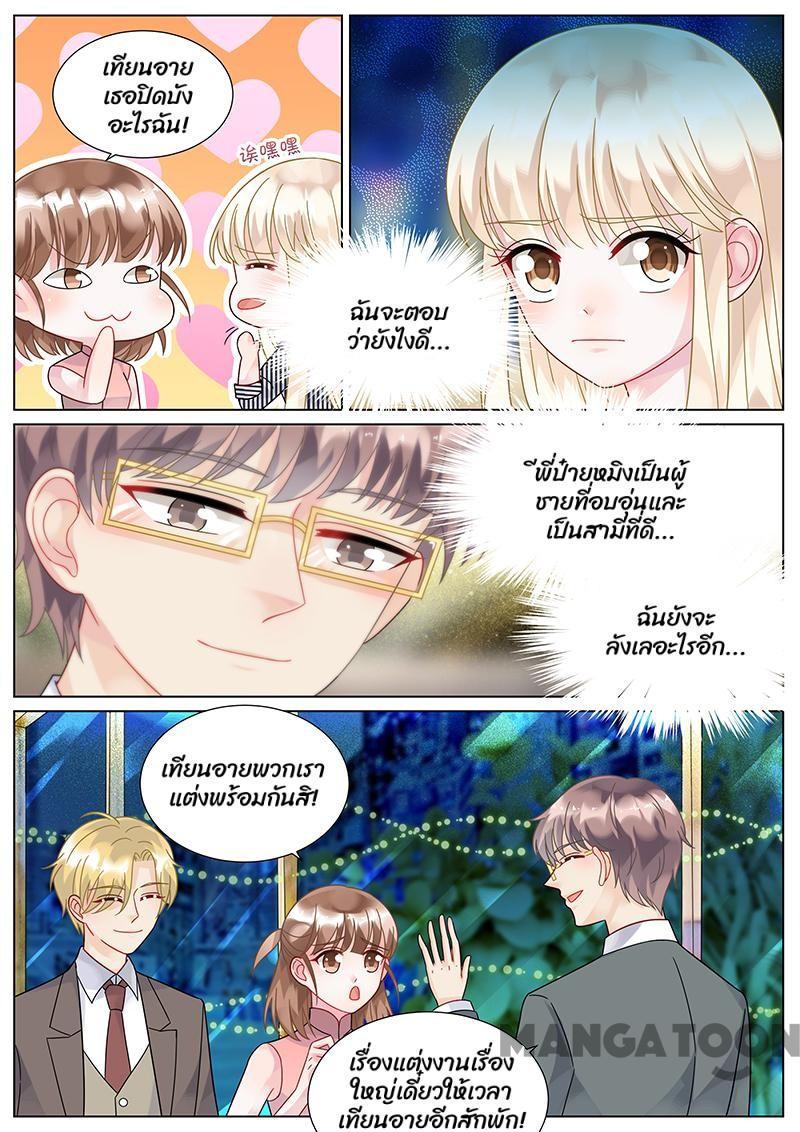 เทียนอาย
เธอปิดบัง
อะไรฉัน!
诶嘿嘿
ฉันจะตอบ
ว่ายังไงดี...
ี่พี่ป๋ายหมิงเป็นผู้
ชายที่อบอุ่นและ
เป็นสามีที่ดี...
ฉันยังจะ
ลังเลอะไรอีก...
เทียนอายพวกเรา
แต่งพร้อมกันสิ!
เรื่องแต่งงานเรื่อง
ใหญ่เดี๋ยวให้เวลา
เทียนอายอีกสักพัก!
MANGATOON